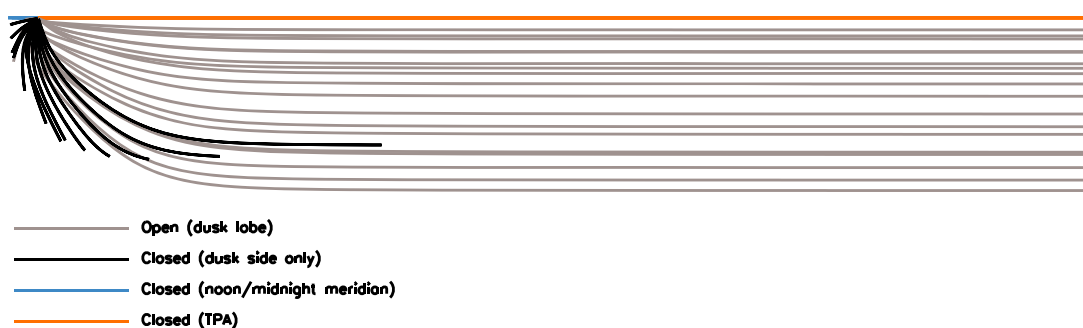 Open (dusk lobe)
Closed (dusk side only)
Closed (noon/midnight meridian)
Closed (TPA)